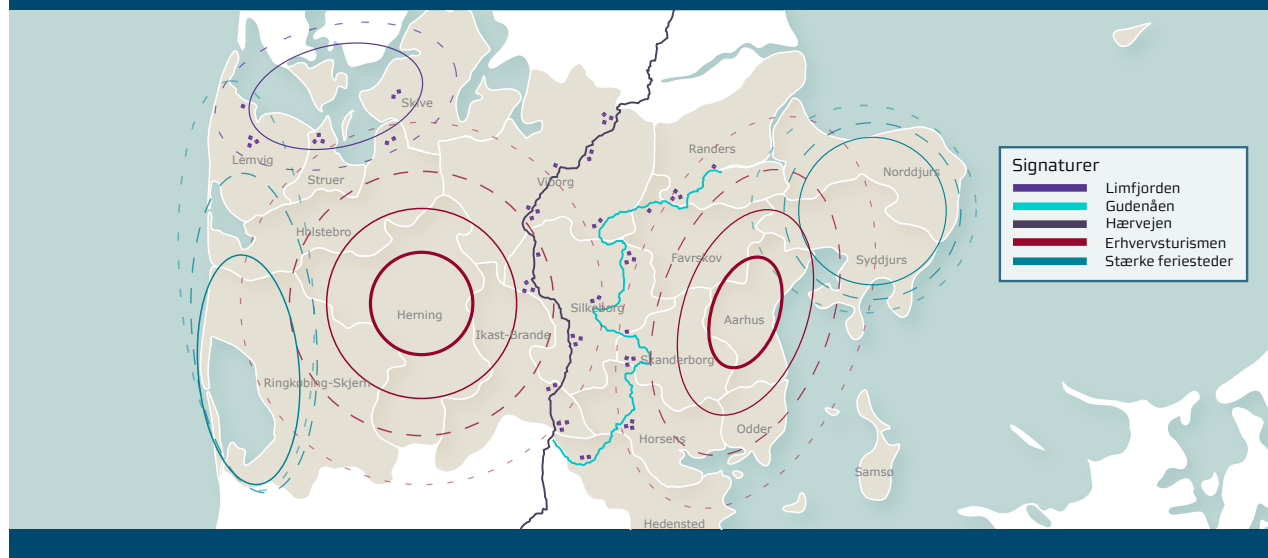 Skive
Lemvig
Struer
Viborg
Randers
Norddjurs
Holstebro
Favrskov
Syddjurs
Herning
Silkeborg
Ikast-Brande
Aarhus
Skanderborg
Ringkøbing-Skjern
Horsens
Odder
Samsø
Hedensted
Signaturer
Limfjorden
Gudenåen
Hærvejen
Erhvervsturismen
Stærke feriesteder